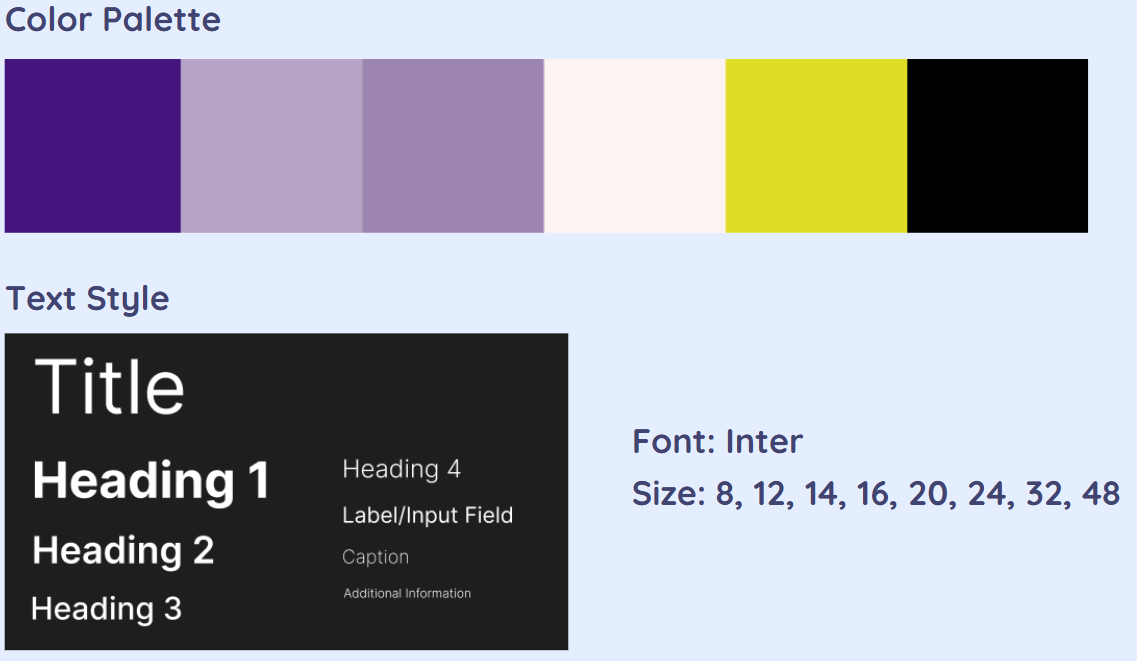 Color Palette
Text Style
Title
Heading 1
Heading 2
Heading 3
Heading 4
Label/Input Field
Caption
Additional Information
Font: Inter
Size: 8, 12, 14, 16, 20, 24, 32, 48